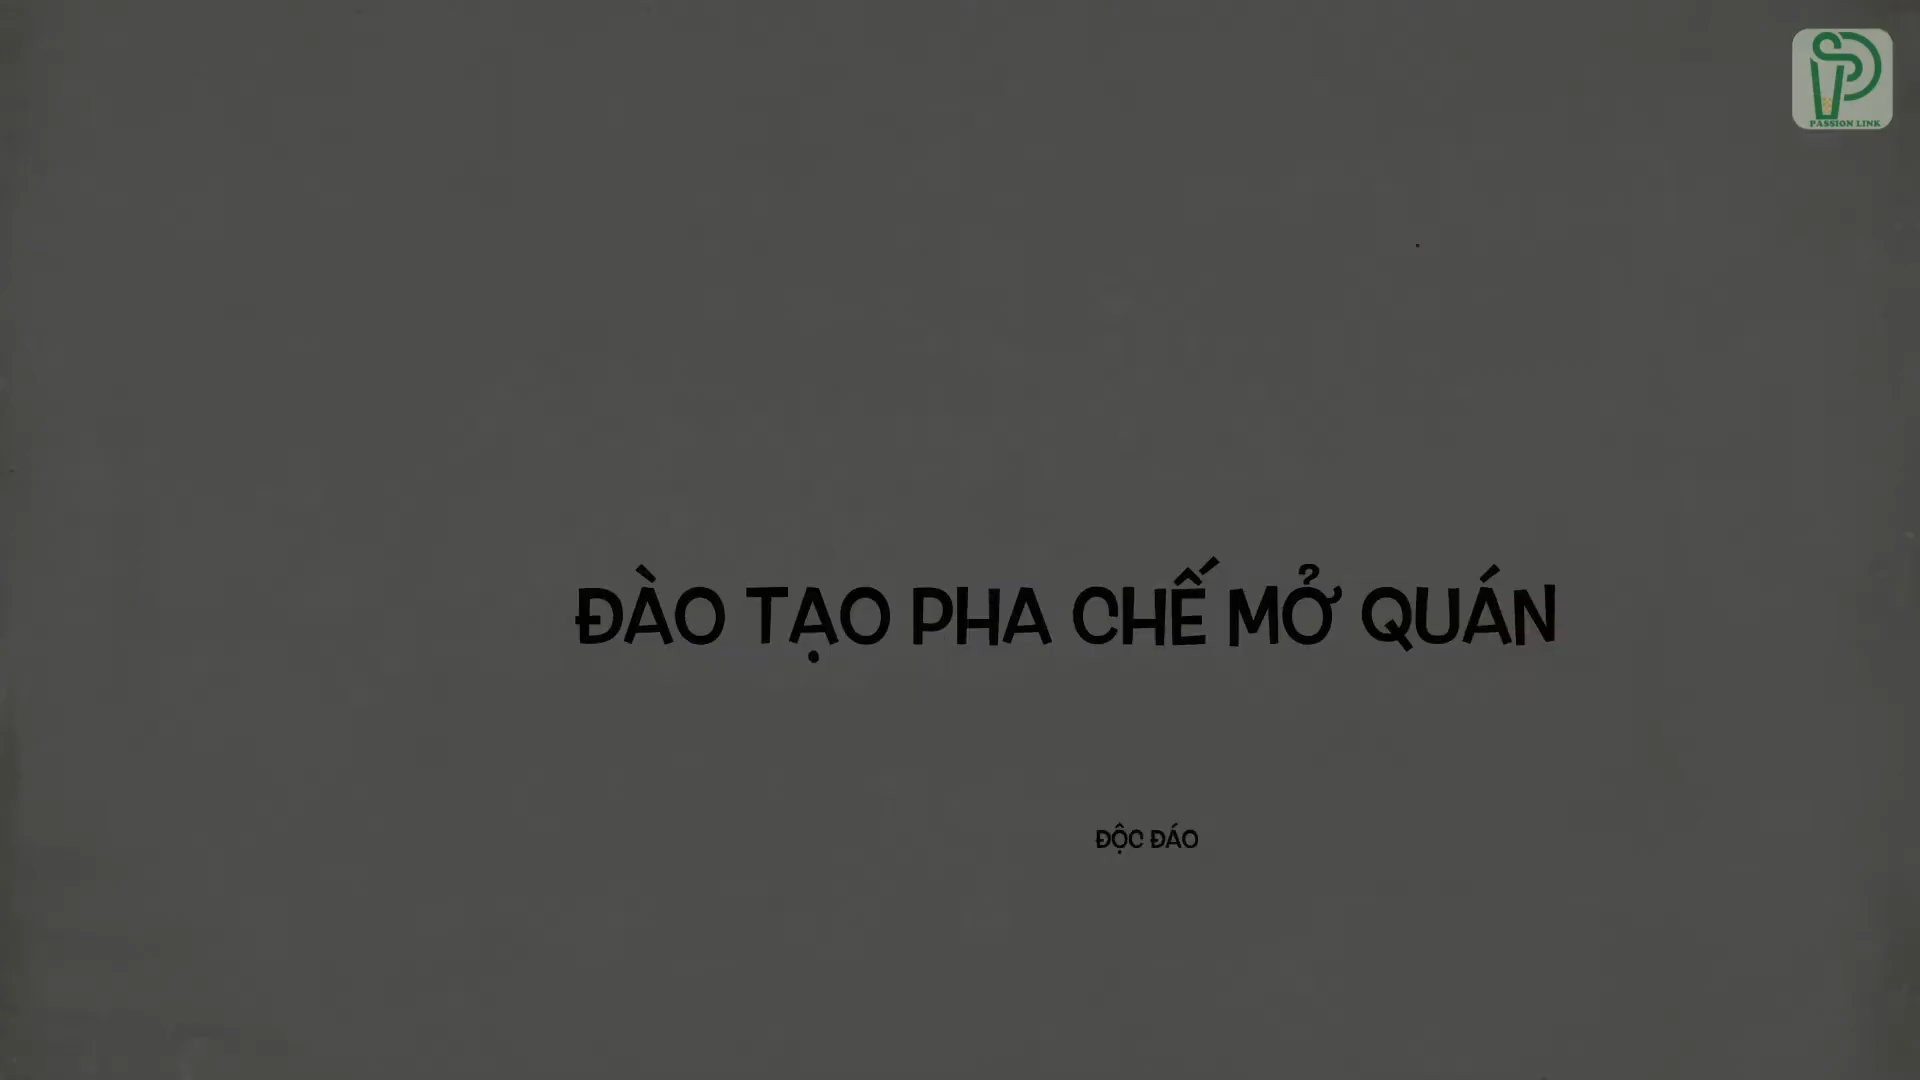 PASSION LINK
ĐÀO TẠO PHA CHẾ MỞ QUÁN
ĐỘC ĐÁO